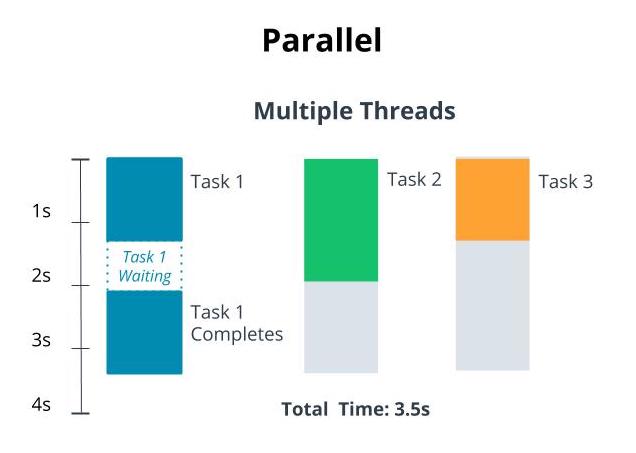 Parallel
Multiple Threads
Task 1
Task 2
Task 3
1s
Task 1
Waiting
2s
Task 1
Completes
3s
4s
Total Time: 3.5s